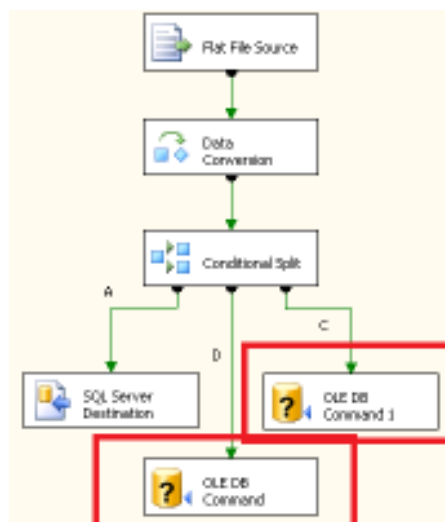 Flat File Source
Data
Conversion
Conditional Split
A
C
D
SQL Server
Destination
OLE DB
Command 1
OLE DB
Command